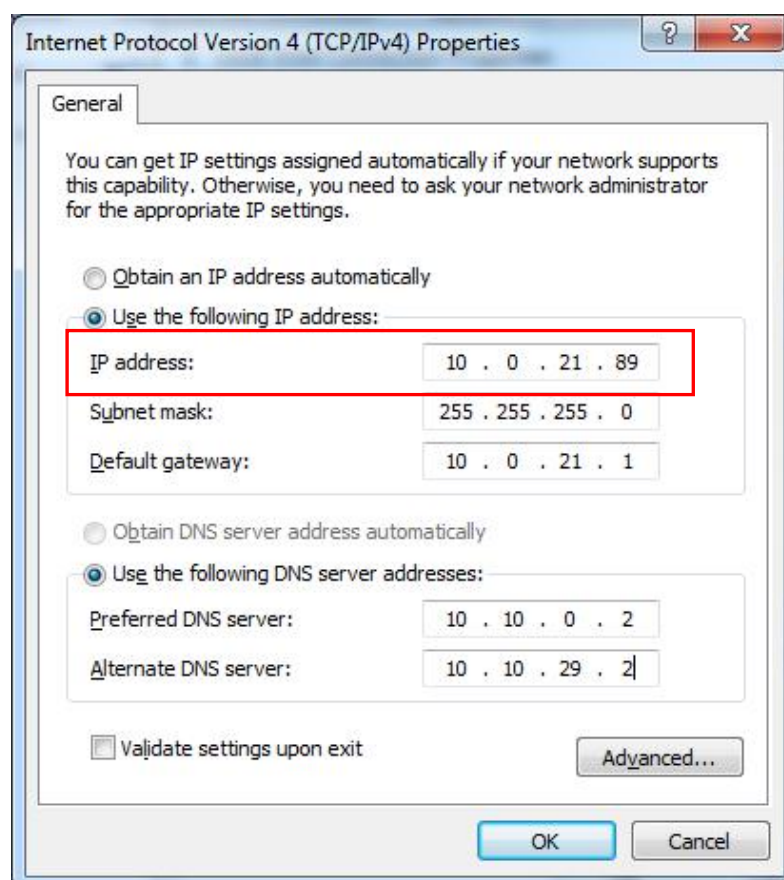 Internet Protocol Version 4 (TCP/IPv4) Properties
General
You can get IP settings assigned automatically if your network supports
this capability. Otherwise, you need to ask your network administrator
for the appropriate IP settings.
Obtain an IP address automatically
Use the following IP address:
IP address: 10 . 0 . 21 . 89
Subnet mask: 255 . 255 . 255 . 0
Default gateway: 10 . 0 . 21 . 1
Obtain DNS server address automatically
Use the following DNS server addresses:
Preferred DNS server: 10 . 10 . 0 . 2
Alternate DNS server: 10 . 10 . 29 . 2
Validate settings upon exit
Advanced...
OK Cancel